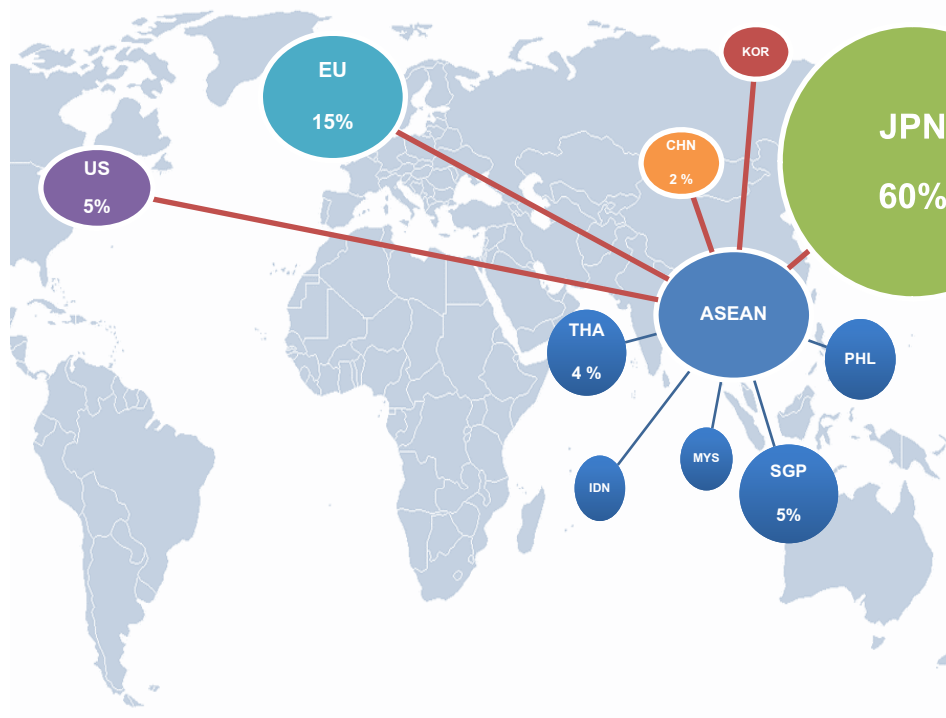 EU
15%
KOR
JPN
60%
CHN
2 %
US
5%
ASEAN
THA
4 %
PHL
MYS
SGP
5%
IDN